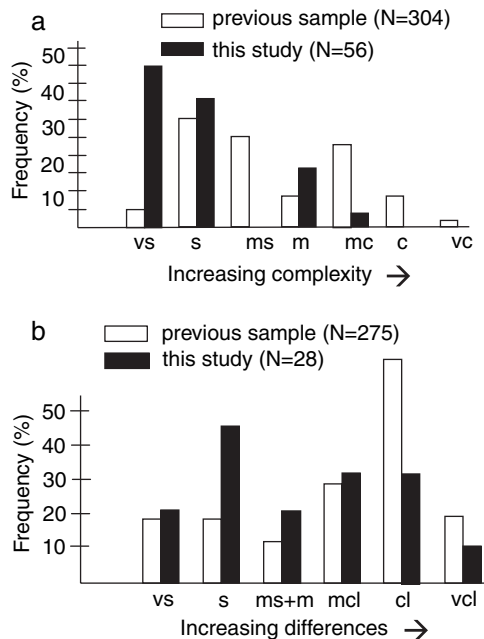 a
previous sample (N=304)
this study (N=56)
Frequency (%)
50
40
30
20
10
vs s ms m mc c vc
Increasing complexity →
b
previous sample (N=275)
this study (N=28)
Frequency (%)
50
40
30
20
10
vs s ms+m mcl cl vcl
Increasing differences →